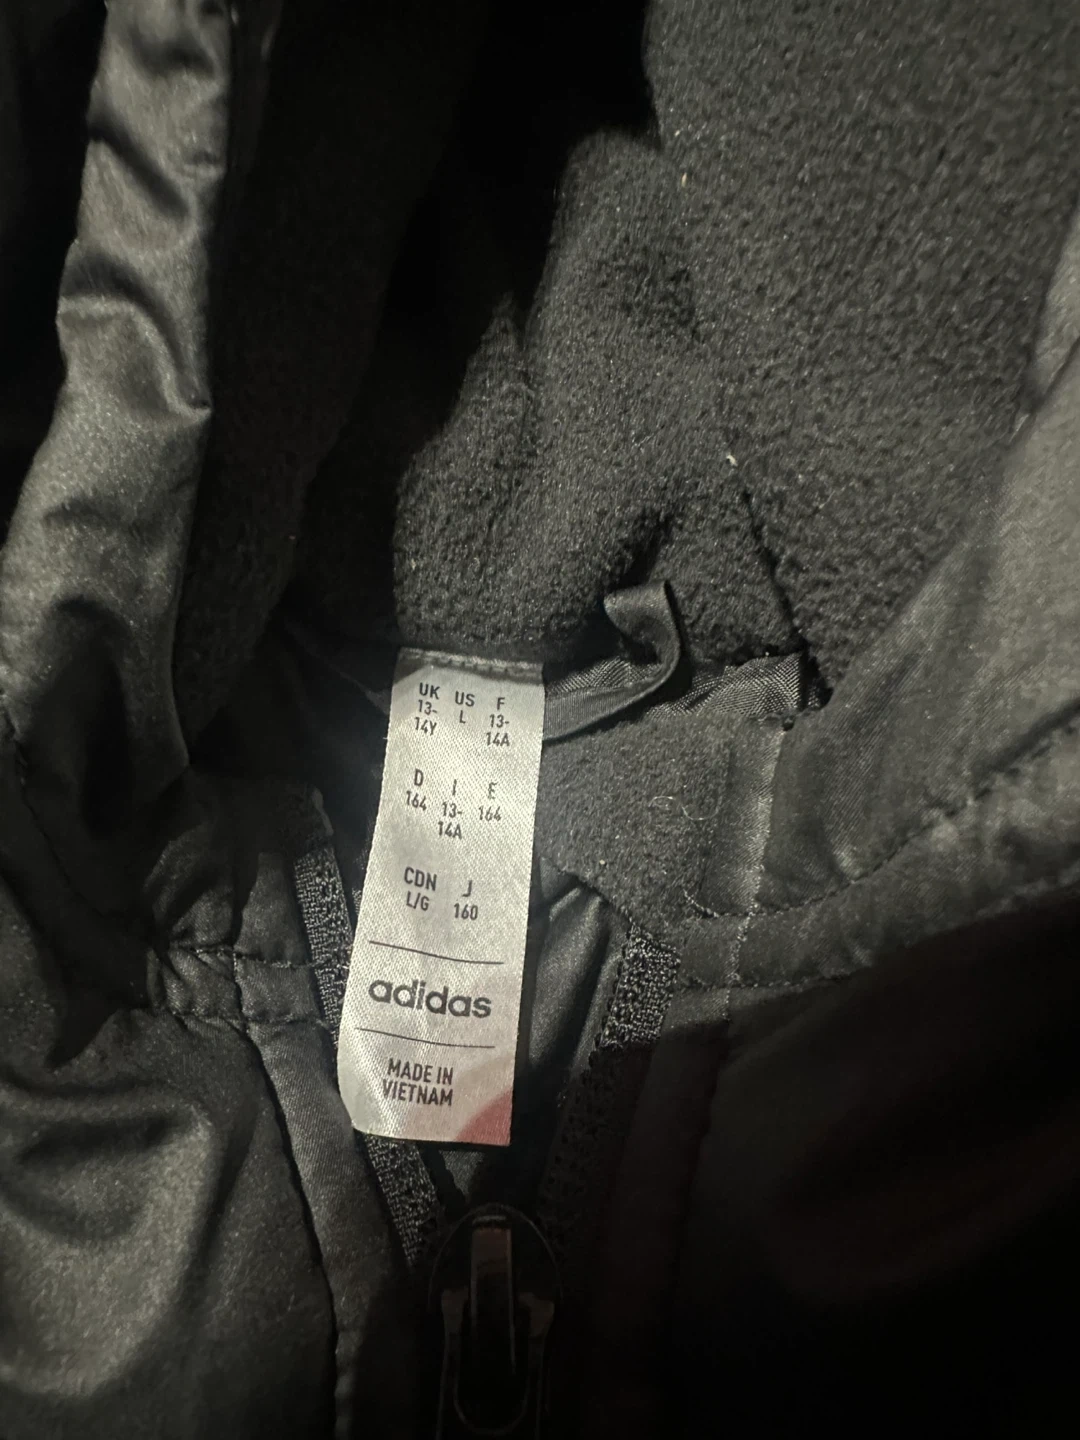 UK US F
13-14Y L 13-14A
D I E
164 13-14A 164
CDN J
L/G 160
adidas
MADE IN
VIETNAM